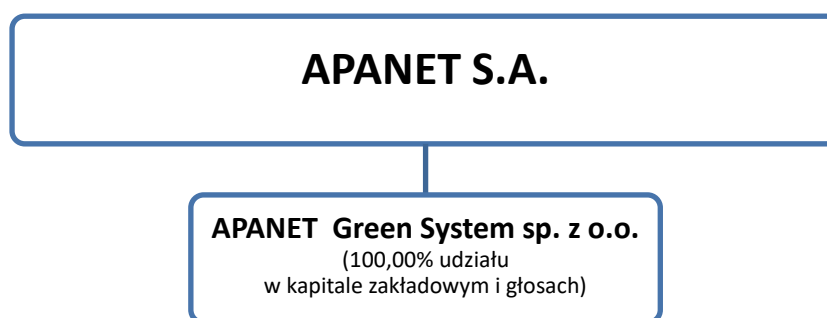 APANET S.A.
APANET Green System sp. z o.o.
(100,00% udziału
w kapitale zakładowym i głosach)